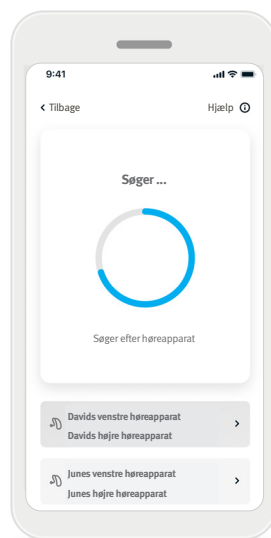 9:41
Tilbage Hjælp
Søger ...
Søger efter høreapparat
Davids venstre høreapparat
Davids højre høreapparat
Junes venstre høreapparat
Junes højre høreapparat